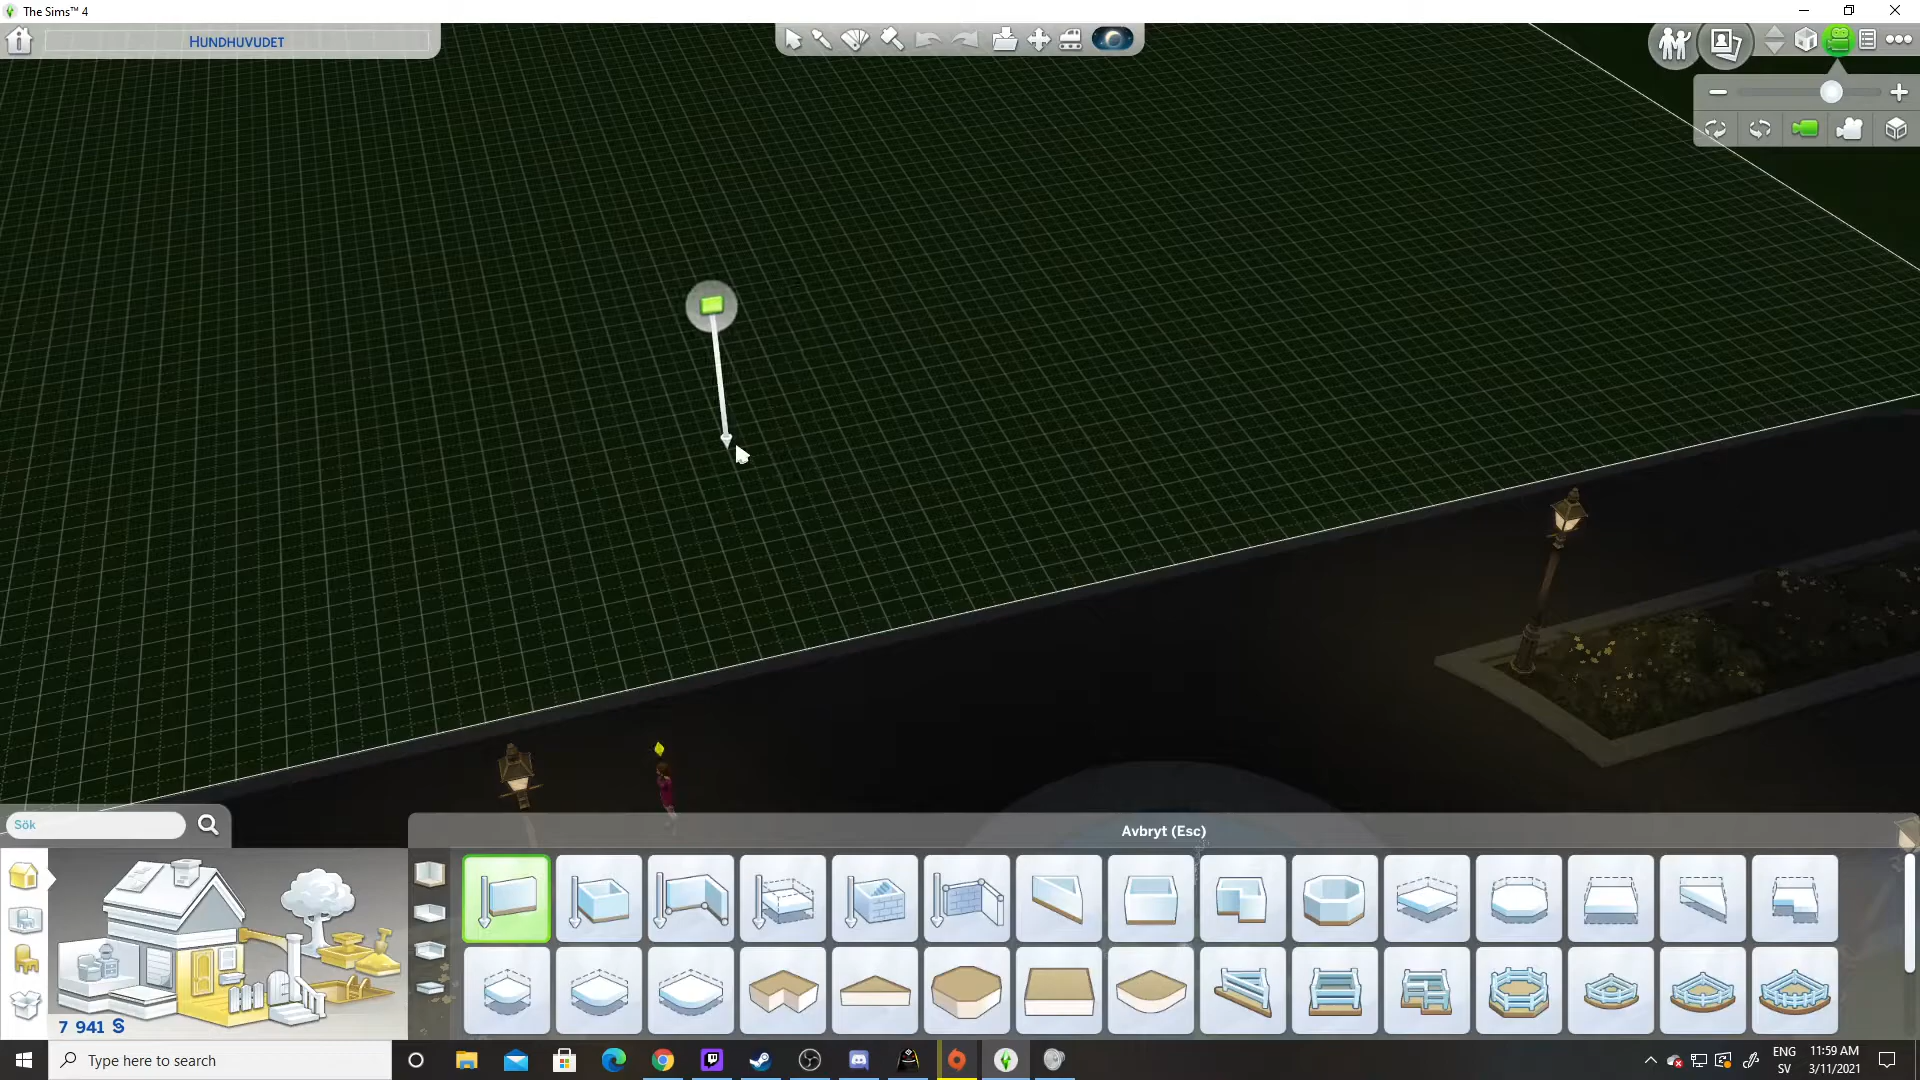 The Sims™ 4
HUNDHUVUDET
Sök
Avbryt (Esc)
7 941 §
Type here to search
ENG
SV
11:59 AM
3/11/2021